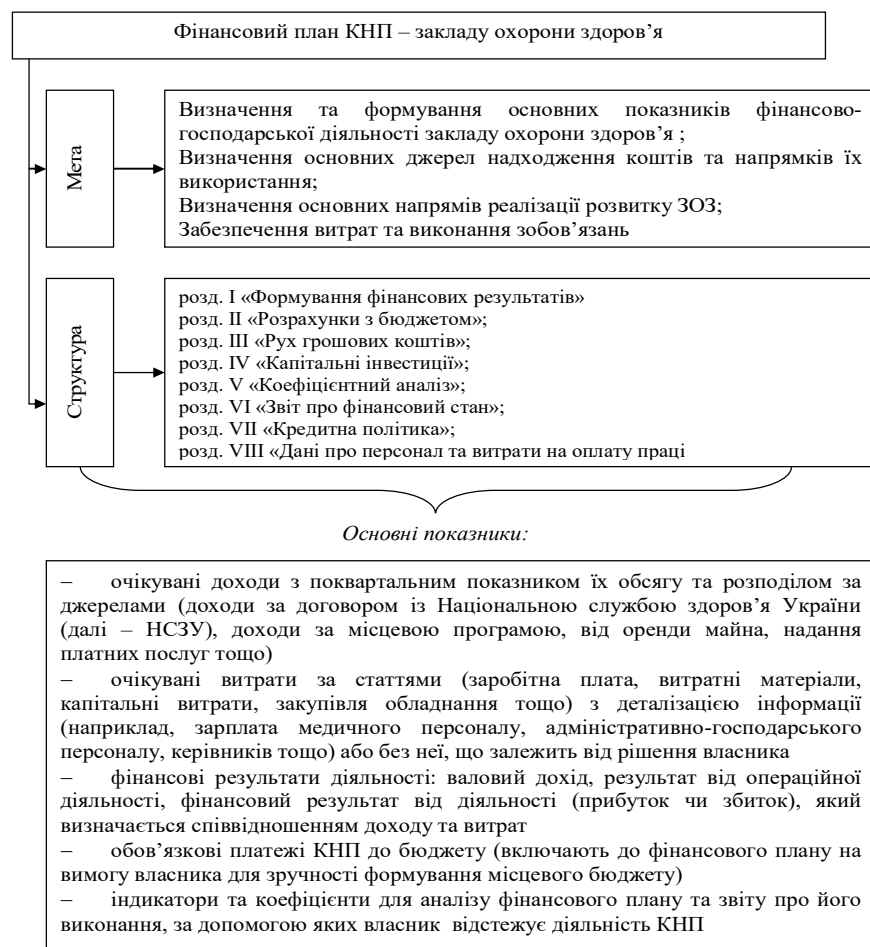 Фінансовий план КНП – закладу охорони здоров’я
Мета
Визначення та формування основних показників фінансово-
господарської діяльності закладу охорони здоров’я ;
Визначення основних джерел надходження коштів та напрямків їх
використання;
Визначення основних напрямів реалізації розвитку ЗОЗ;
Забезпечення витрат та виконання зобов’язань
Структура
розд. I «Формування фінансових результатів»
розд. II «Розрахунки з бюджетом»;
розд. III «Рух грошових коштів»;
розд. IV «Капітальні інвестиції»;
розд. V «Коефіцієнтний аналіз»;
розд. VI «Звіт про фінансовий стан»;
розд. VII «Кредитна політика»;
розд. VIII «Дані про персонал та витрати на оплату праці
Основні показники:
– очікувані доходи з поквартальним показником їх обсягу та розподілом за
джерелами (доходи за договором із Національною службою здоров’я України
(далі – НСЗУ), доходи за місцевою програмою, від оренди майна, надання
платних послуг тощо)
– очікувані витрати за статтями (заробітна плата, витратні матеріали,
капітальні витрати, закупівля обладнання тощо) з деталізацією інформації
(наприклад, зарплата медичного персоналу, адміністративно-господарського
персоналу, керівників тощо) або без неї, що залежить від рішення власника
– фінансові результати діяльності: валовий дохід, результат від операційної
діяльності, фінансовий результат від діяльності (прибуток чи збиток), який
визначається співвідношенням доходу та витрат
– обов’язкові платежі КНП до бюджету (включають до фінансового плану на
вимогу власника для зручності формування місцевого бюджету)
– індикатори та коефіцієнти для аналізу фінансового плану та звіту про його
виконання, за допомогою яких власник відстежує діяльність КНП